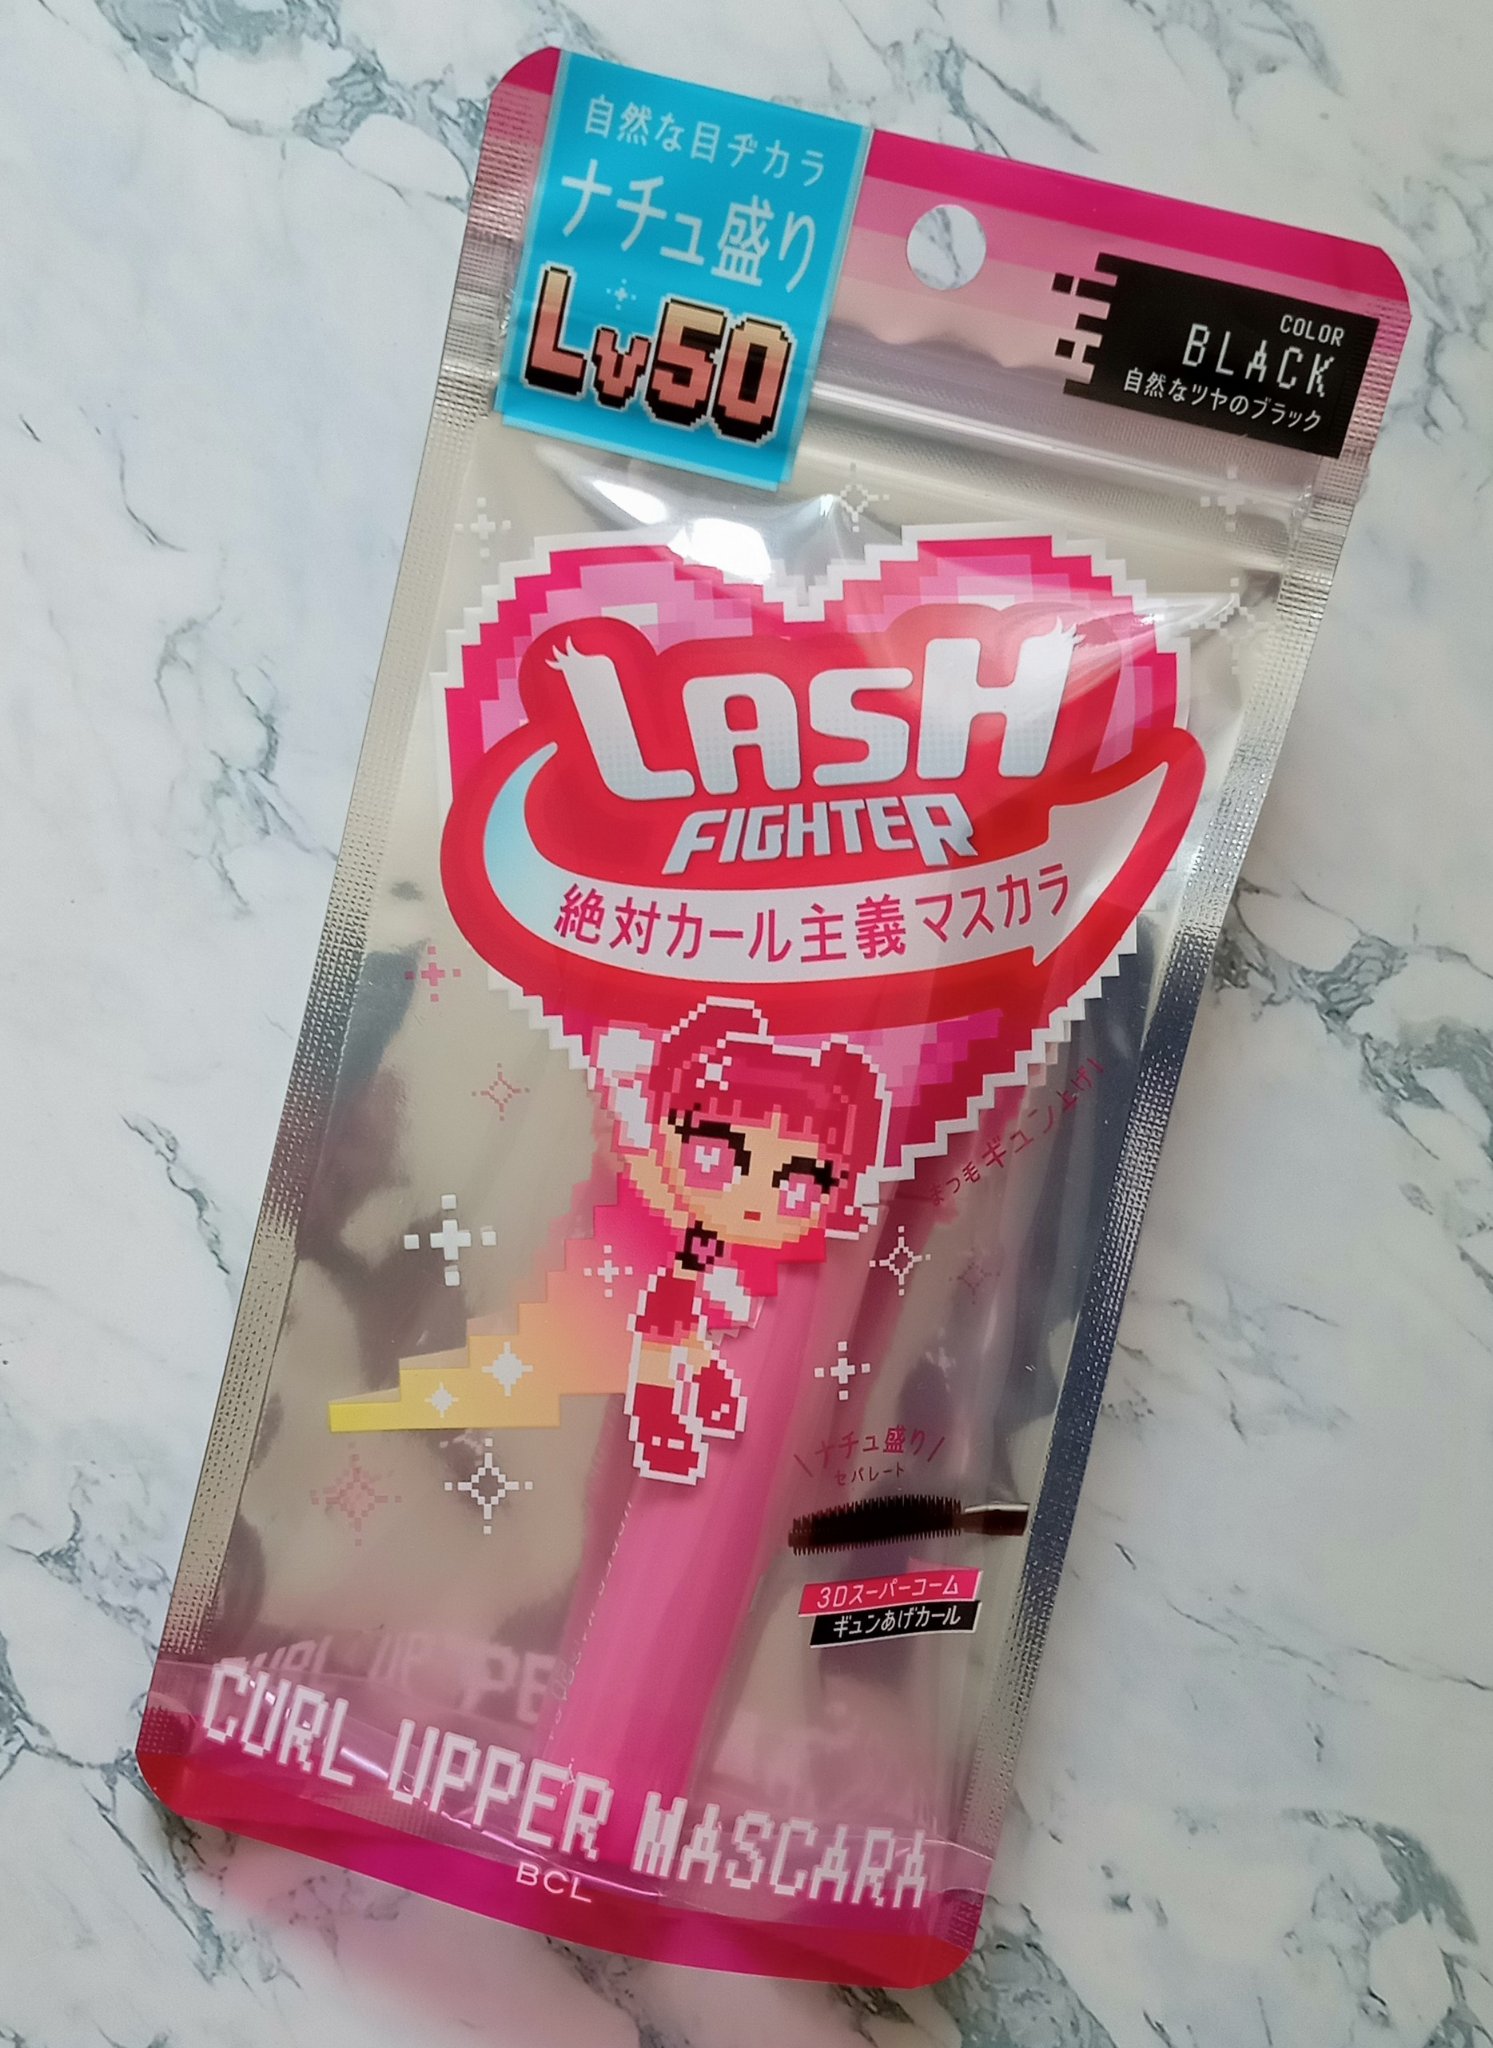 自然な目ヂカラ
ナチュ盛り
Lv50
COLOR
BLACK
自然なツヤのブラック
LASH
FIGHTER
絶対カール主義マスカラ
まつ毛ギュン上げ!
\ナチュ盛り/
セパレート
3Dスーパーコーム
ギュンあげカール
CURL UPPER MASCARA
BCL